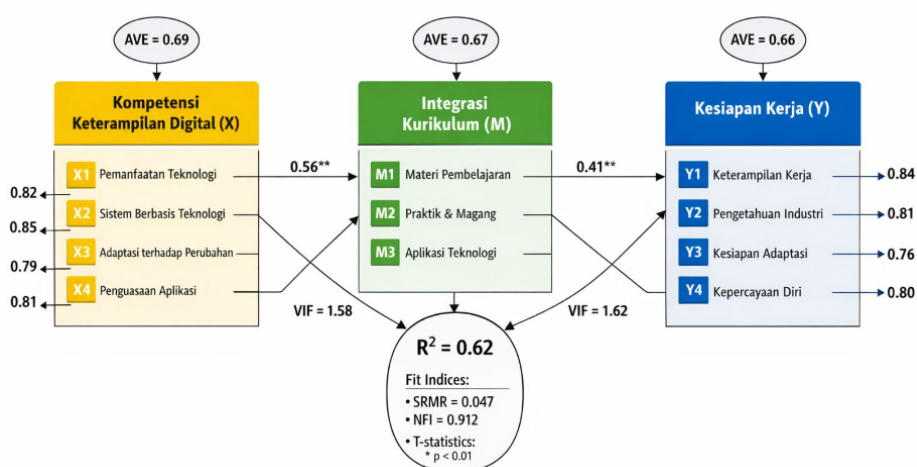 AVE = 0.69
AVE = 0.67
AVE = 0.66
Kompetensi
Keterampilan Digital (X)
Integrasi
Kurikulum (M)
Kesiapan Kerja (Y)
X1 Pemanfaatan Teknologi
X2 Sistem Berbasis Teknologi
X3 Adaptasi terhadap Perubahan
X4 Penguasaan Aplikasi
0.82
0.85
0.79
0.81
0.56**
M1 Materi Pembelajaran
M2 Praktik & Magang
M3 Aplikasi Teknologi
0.41**
Y1 Keterampilan Kerja
Y2 Pengetahuan Industri
Y3 Kesiapan Adaptasi
Y4 Kepercayaan Diri
0.84
0.81
0.76
0.80
VIF = 1.58
VIF = 1.62
R² = 0.62
Fit Indices:
• SRMR = 0.047
• NFI = 0.912
• T-statistics:
* p < 0.01